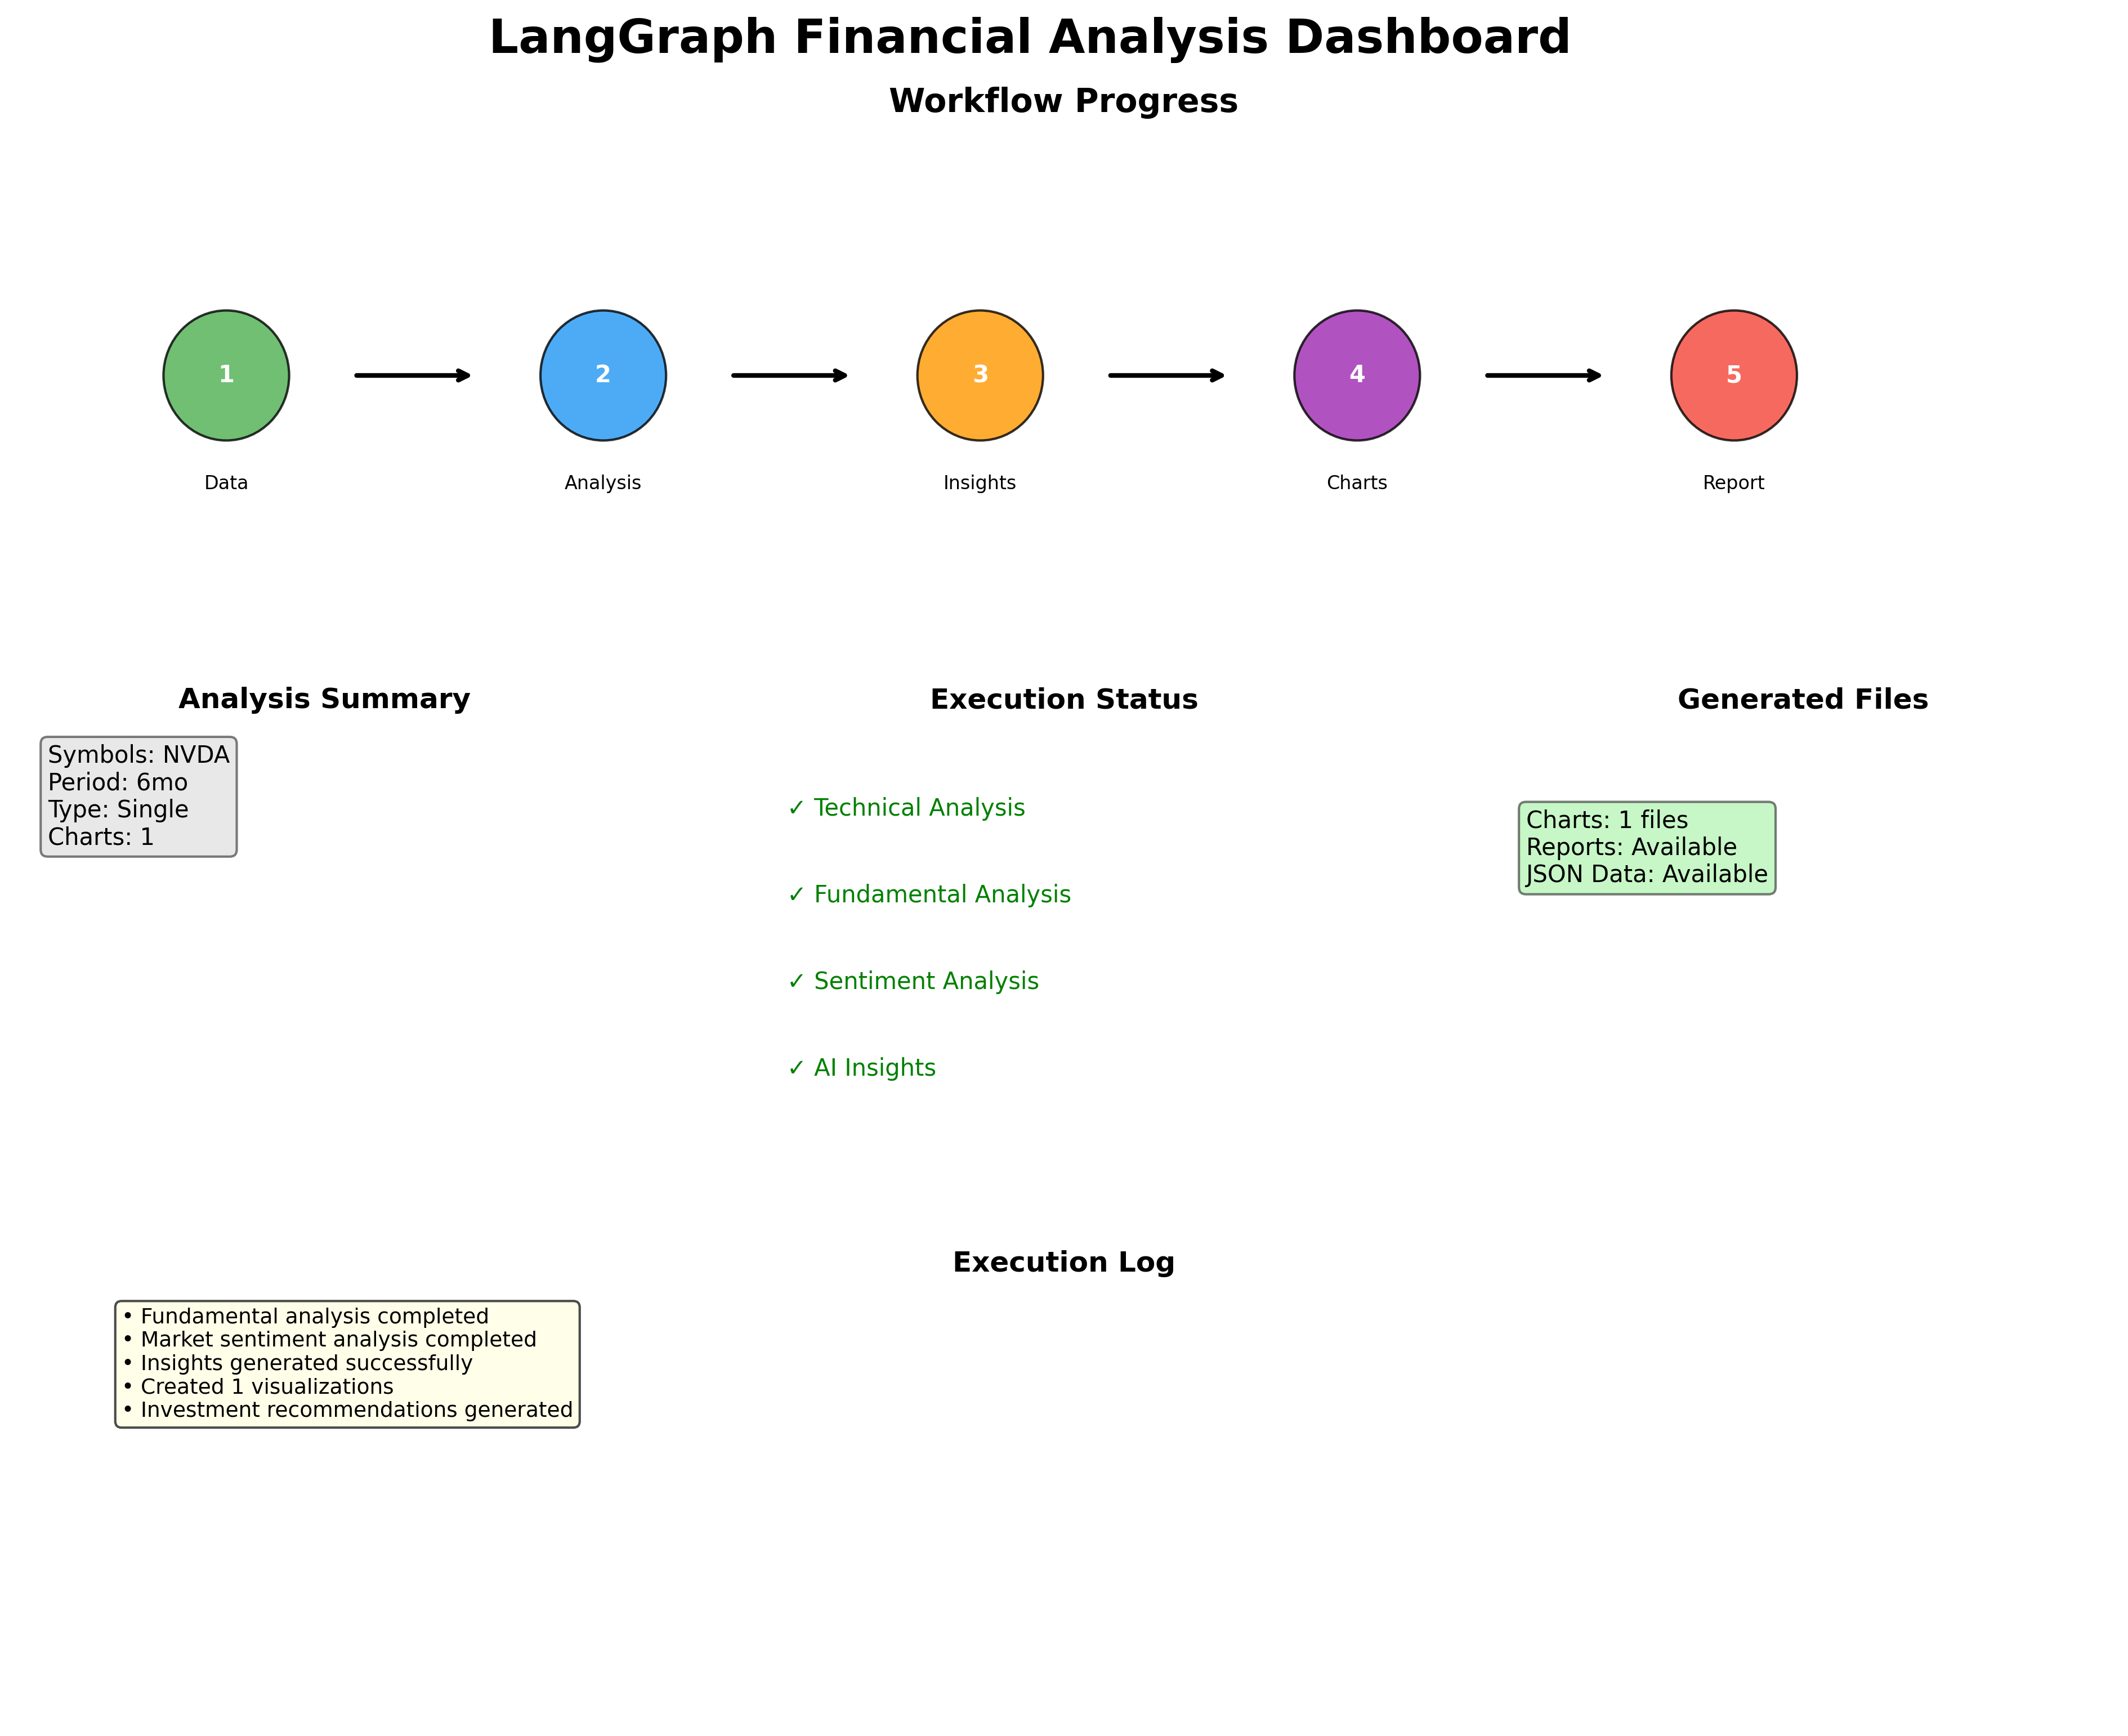 LangGraph Financial Analysis Dashboard
Workflow Progress
1
2
3
4
5
Data
Analysis
Insights
Charts
Report
Analysis Summary
Symbols: NVDA
Period: 6mo
Type: Single
Charts: 1
Execution Status
✓ Technical Analysis
✓ Fundamental Analysis
✓ Sentiment Analysis
✓ AI Insights
Generated Files
Charts: 1 files
Reports: Available
JSON Data: Available
Execution Log
• Fundamental analysis completed
• Market sentiment analysis completed
• Insights generated successfully
• Created 1 visualizations
• Investment recommendations generated